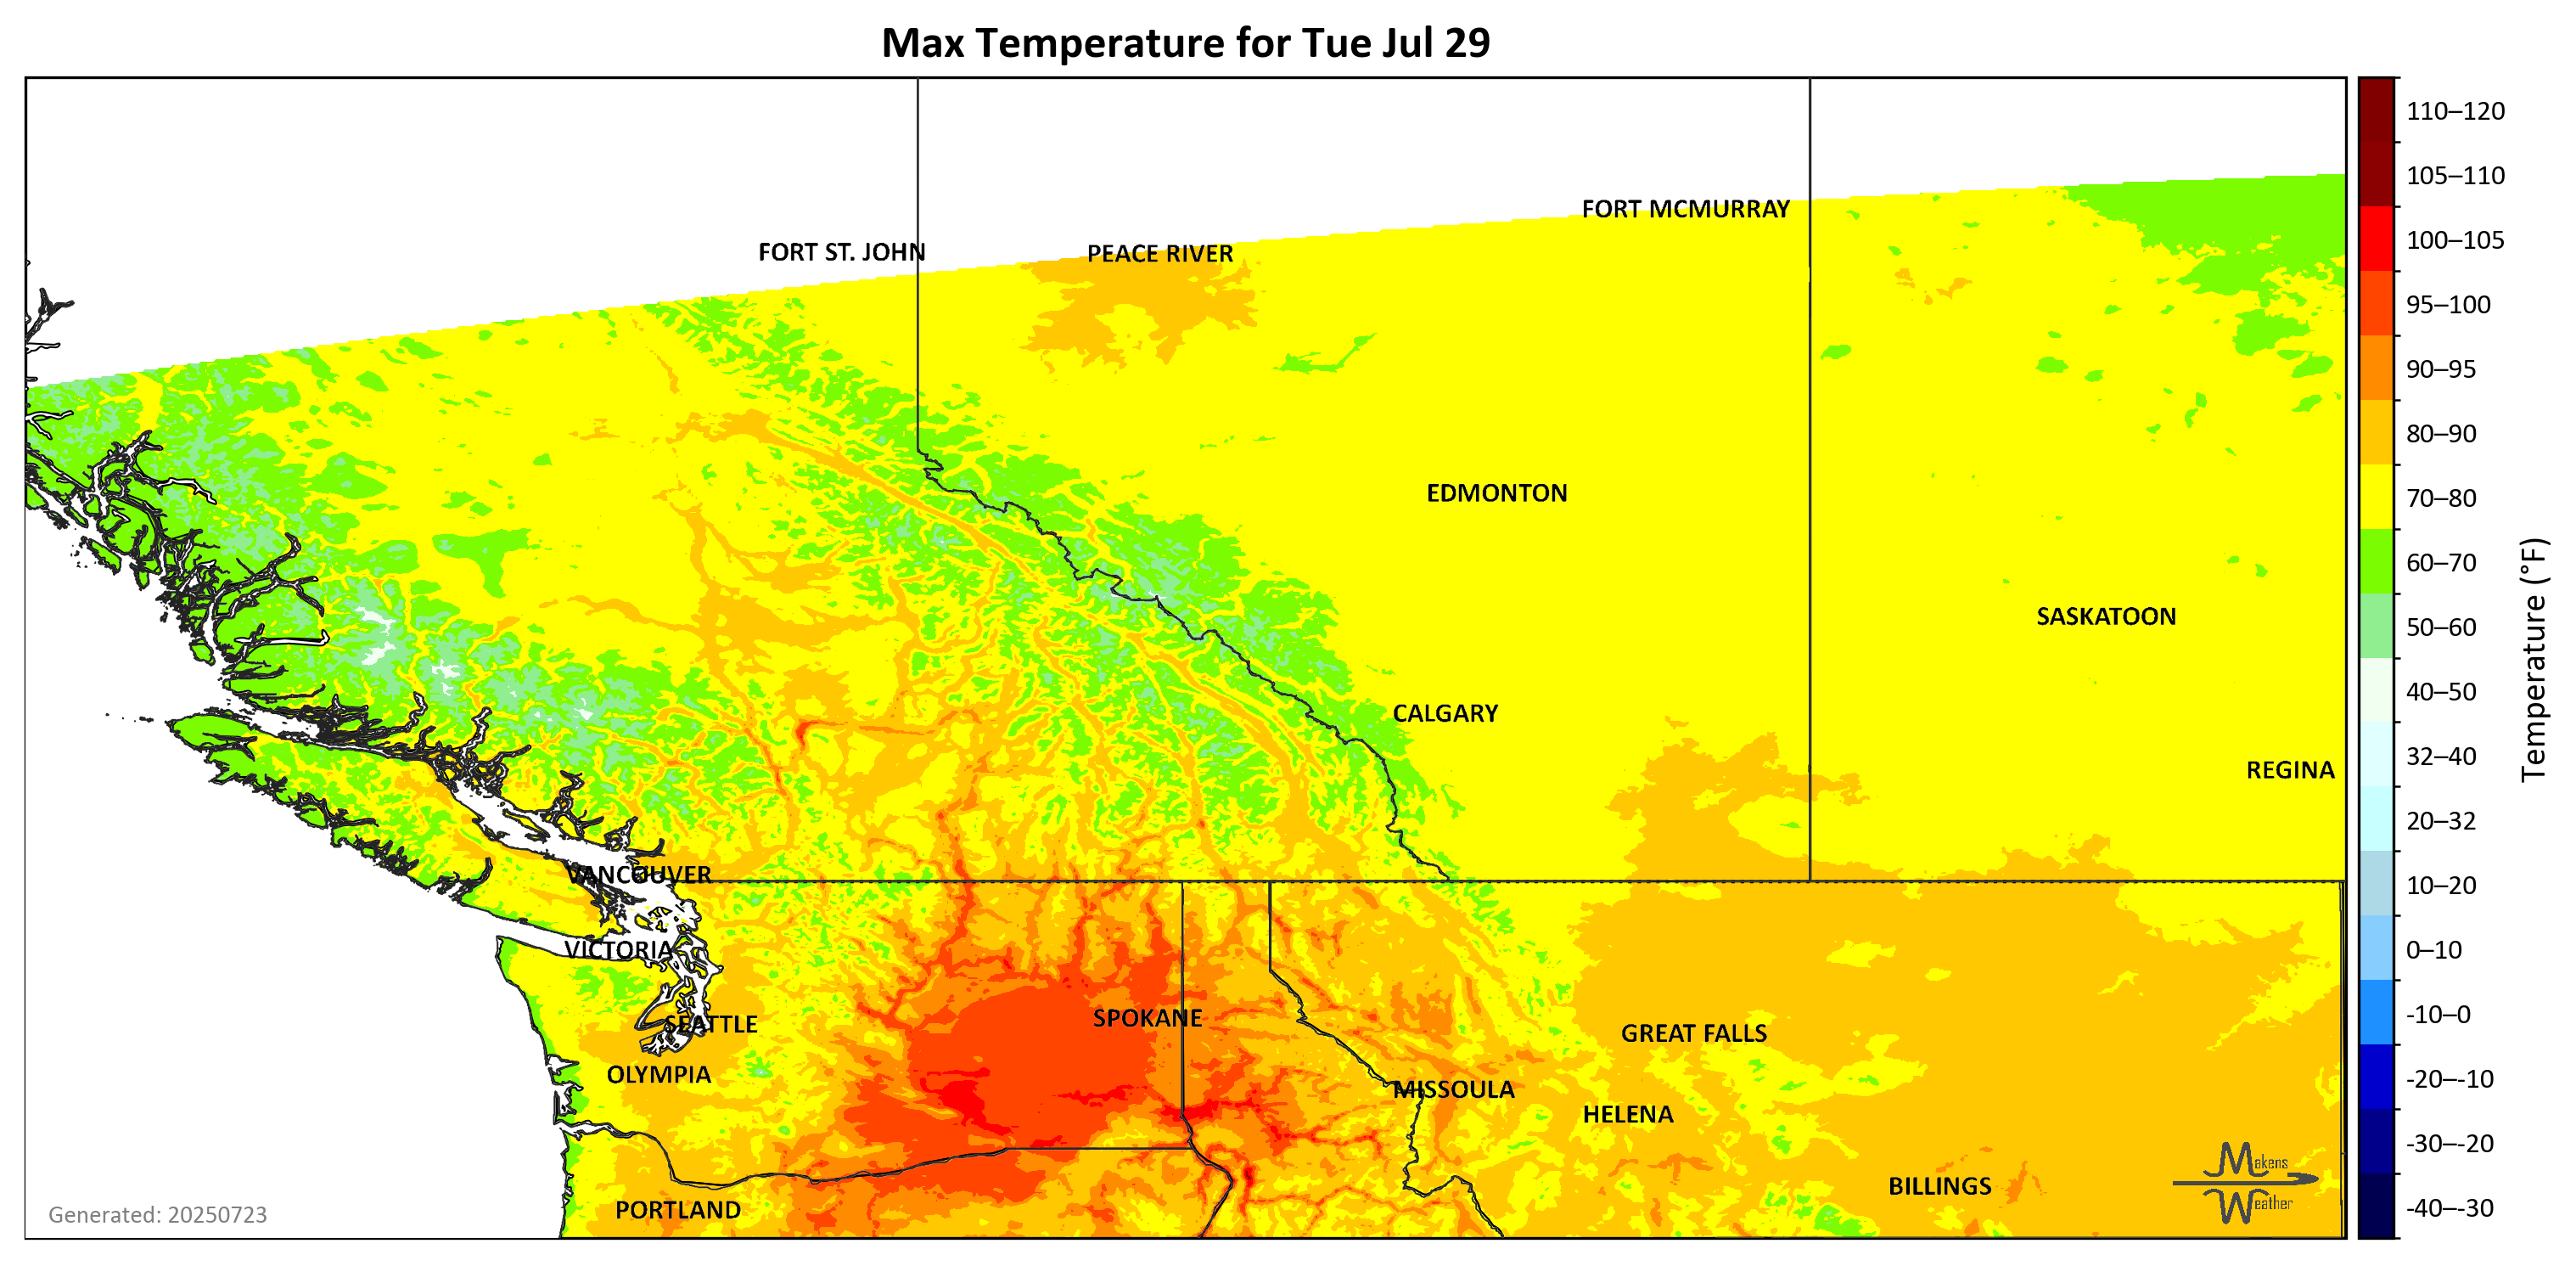 Max Temperature for Tue Jul 29
FORT MCMURRAY
FORT ST. JOHN
PEACE RIVER
EDMONTON
SASKATOON
CALGARY
REGINA
VANCOUVER
VICTORIA
SPOKANE
SEATTLE
GREAT FALLS
OLYMPIA
MISSOULA
HELENA
BILLINGS
PORTLAND
Makens
Weather
Generated: 20250723
110–120
105–110
100–105
95–100
90–95
80–90
70–80
60–70
50–60
40–50
32–40
20–32
10–20
0–10
-10–0
-20–-10
-30–-20
-40–-30
Temperature (°F)